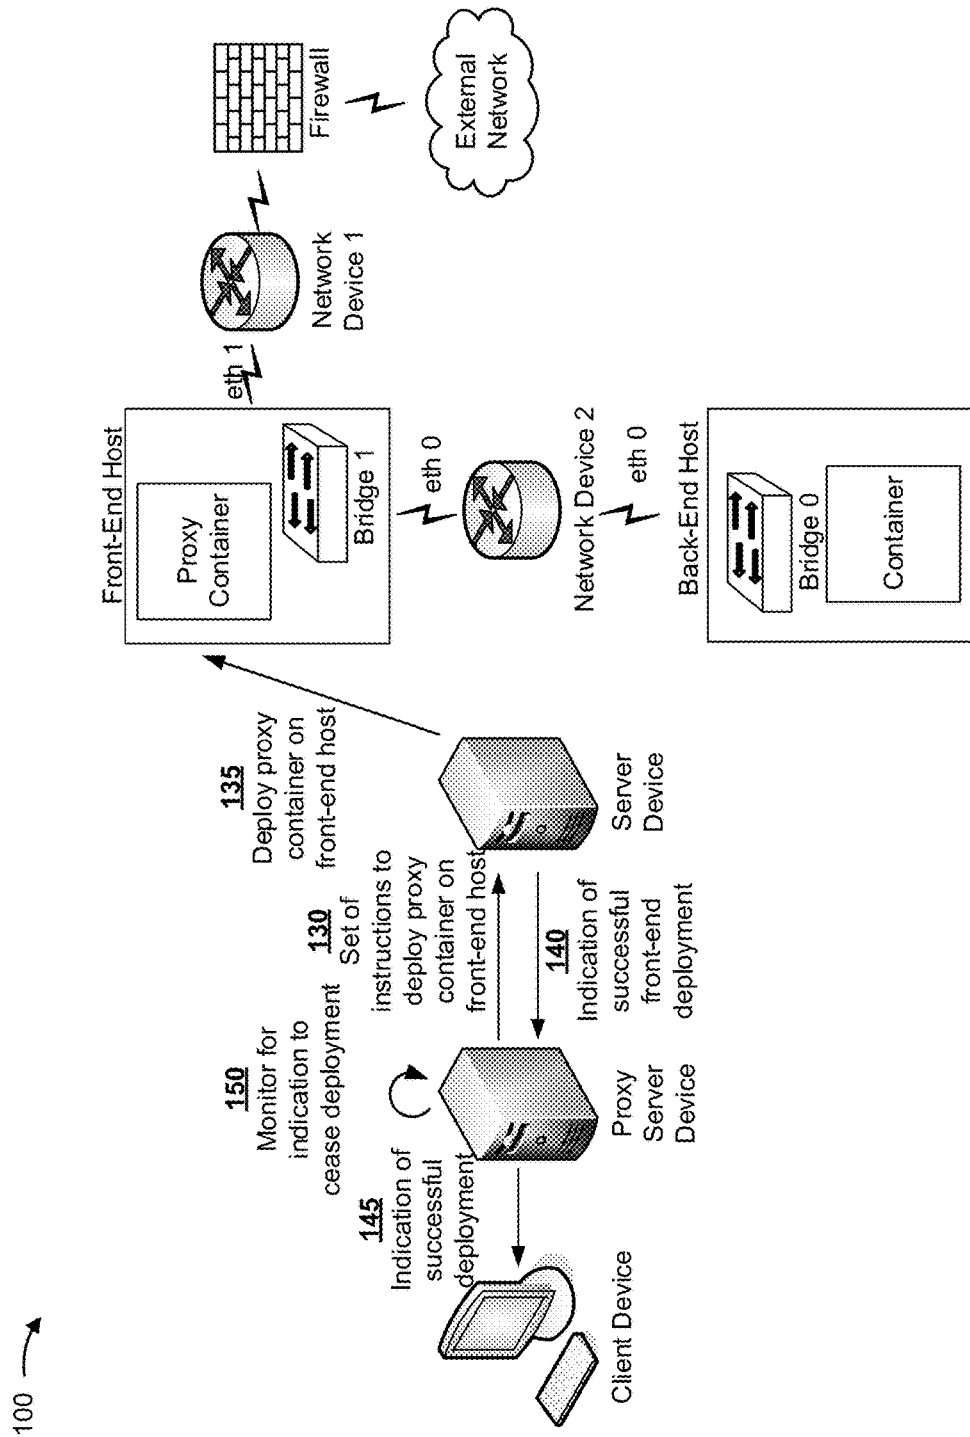 100
150
Monitor for
indication to
cease deployment
145
Indication of
successful
deployment
Client Device
Proxy
Server
Device
130
Set of
instructions to
deploy proxy
container on
front-end host
140
Indication of
successful
front-end
deployment
135
Deploy proxy
container on
front-end host
Server
Device
Front-End Host
Proxy
Container
Bridge 1
eth 1
eth 0
Network Device 2
eth 0
Back-End Host
Bridge 0
Container
Network
Device 1
Firewall
External
Network